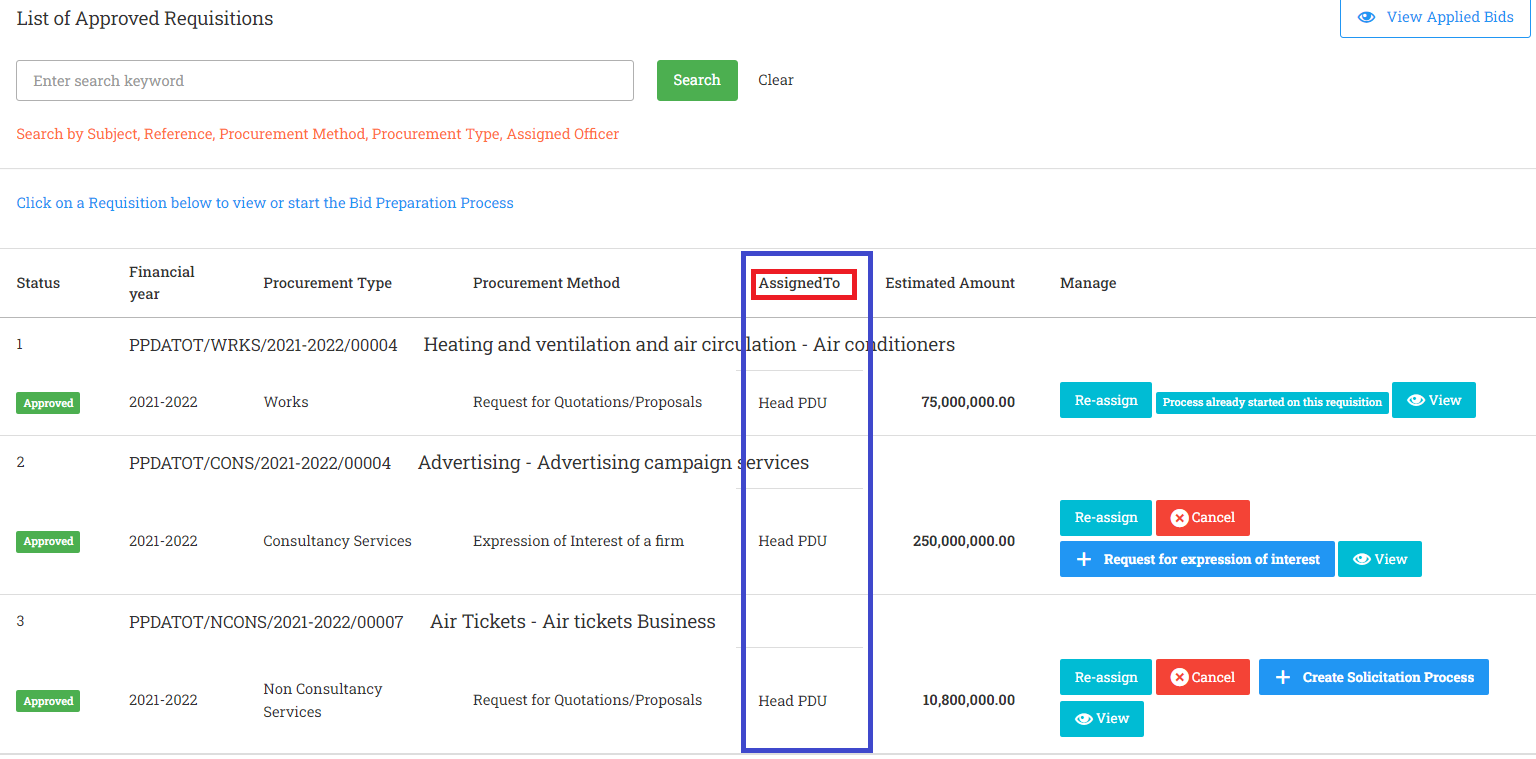 List of Approved Requisitions
View Applied Bids
Enter search keyword
Search
Clear
Search by Subject, Reference, Procurement Method, Procurement Type, Assigned Officer
Click on a Requisition below to view or start the Bid Preparation Process
Status
Financial
year
Procurement Type
Procurement Method
AssignedTo
Estimated Amount
Manage
1
PPDATOT/WRKS/2021-2022/00004
Heating and ventilation and air circulation - Air conditioners
Approved
2021-2022
Works
Request for Quotations/Proposals
Head PDU
75,000,000.00
Re-assign
Process already started on this requisition
View
2
PPDATOT/CONS/2021-2022/00004
Advertising - Advertising campaign services
Approved
2021-2022
Consultancy Services
Expression of Interest of a firm
Head PDU
250,000,000.00
Re-assign
Cancel
Request for expression of interest
View
3
PPDATOT/NCONS/2021-2022/00007
Air Tickets - Air tickets Business
Approved
2021-2022
Non Consultancy
Services
Request for Quotations/Proposals
Head PDU
10,800,000.00
Re-assign
Cancel
Create Solicitation Process
View